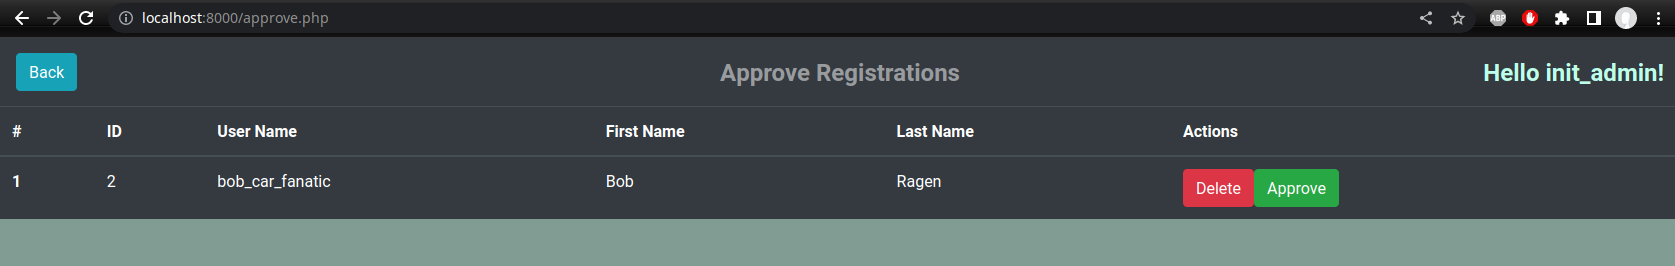 localhost:8000/approve.php
ABP
Back Approve Registrations Hello init_admin!
# ID User Name First Name Last Name Actions
1 2 bob_car_fanatic Bob Ragen Delete Approve